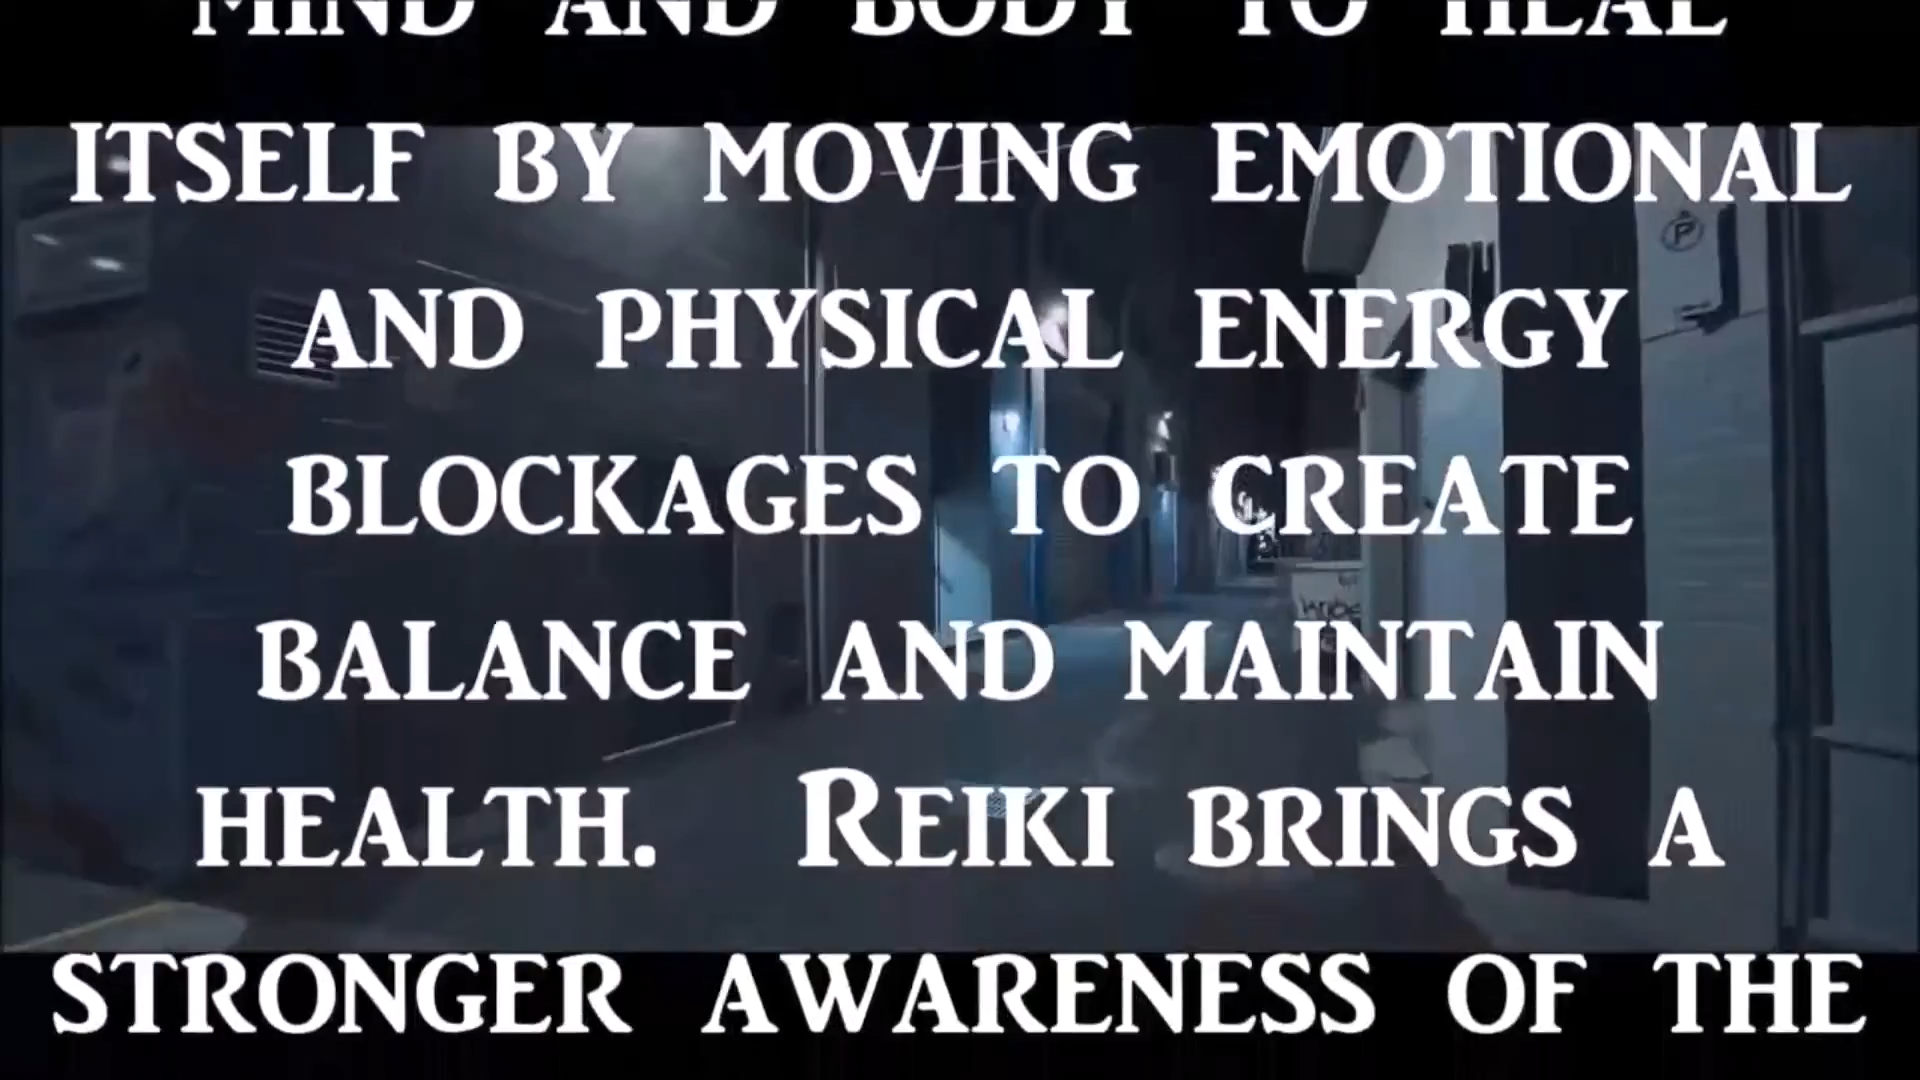 MIND AND BODY TO HEAL
ITSELF BY MOVING EMOTIONAL
AND PHYSICAL ENERGY
BLOCKAGES TO CREATE
BALANCE AND MAINTAIN
HEALTH. REIKI BRINGS A
STRONGER AWARENESS OF THE
P